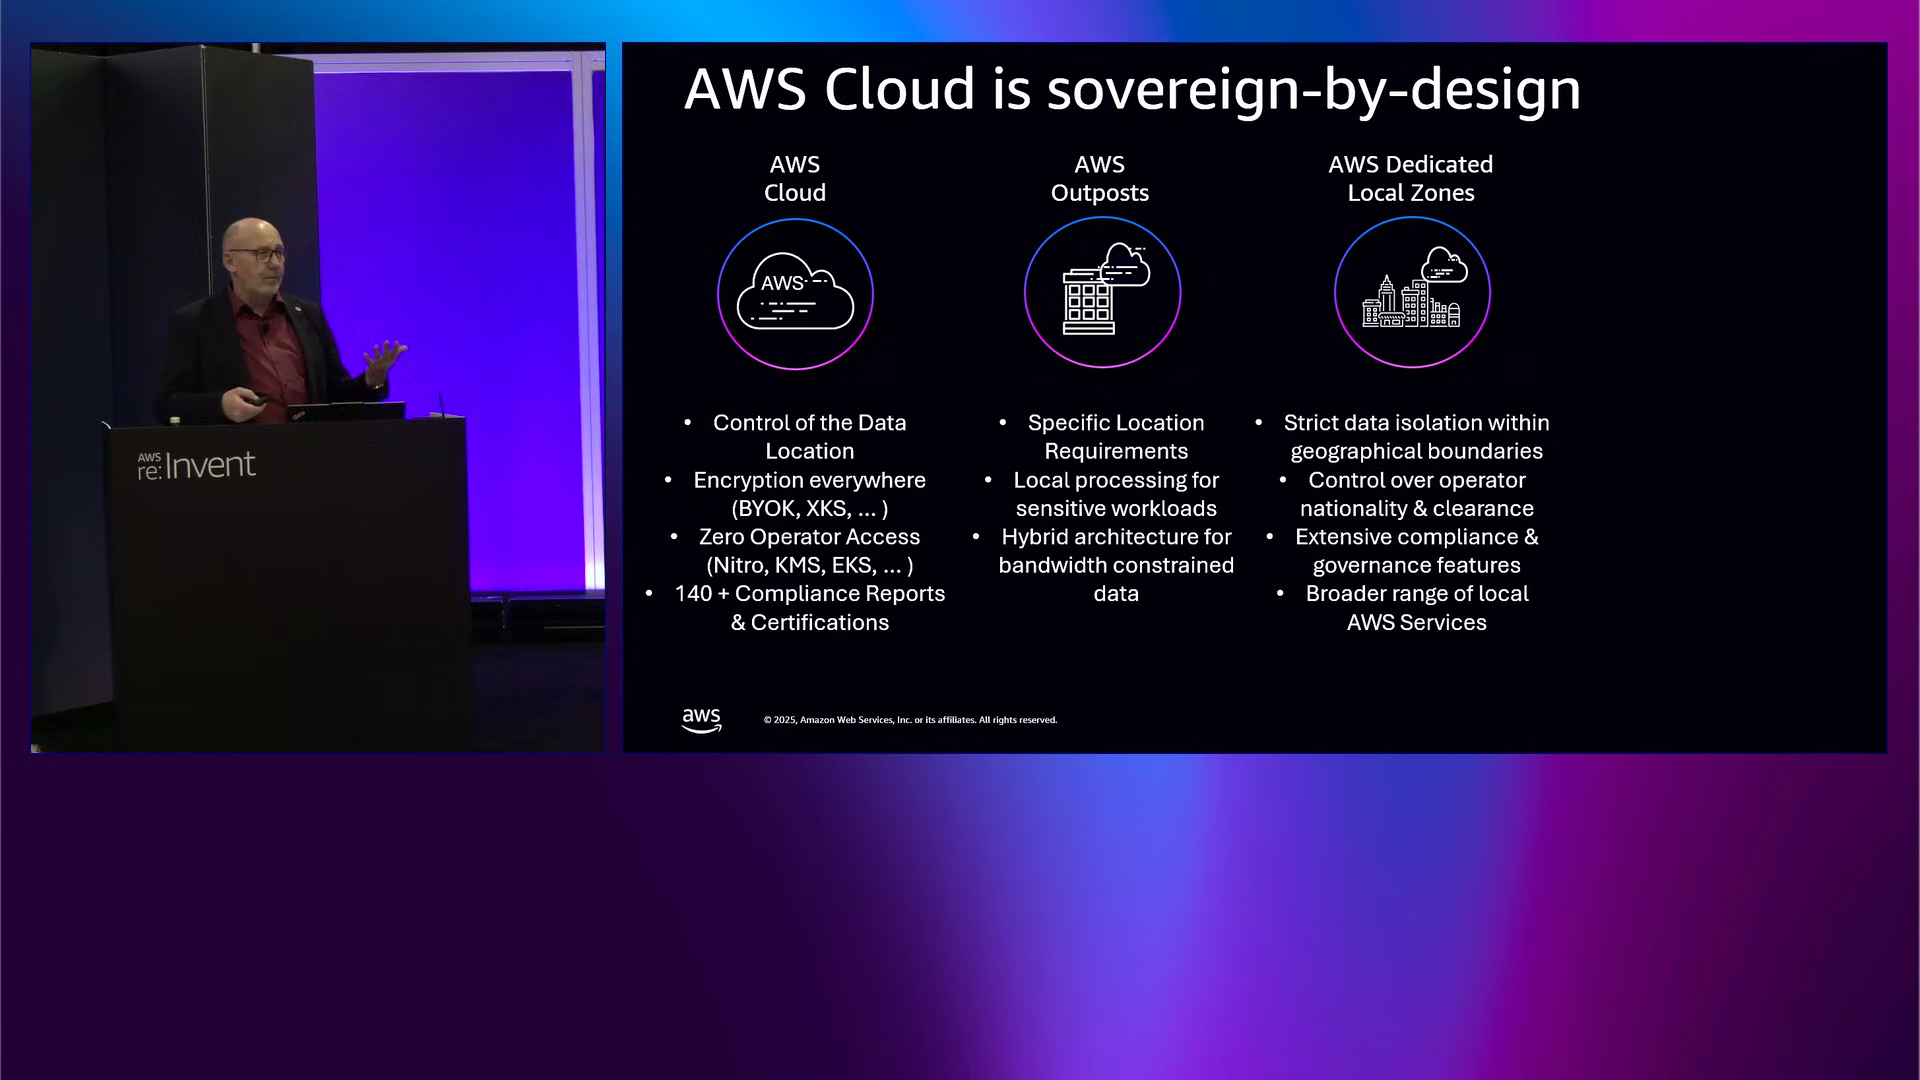 AWS Cloud is sovereign-by-design
AWS
Cloud
AWS
• Control of the Data
Location
• Encryption everywhere
(BYOK, XKS, ... )
• Zero Operator Access
(Nitro, KMS, EKS, ... )
• 140 + Compliance Reports
& Certifications
AWS
Outposts
• Specific Location
Requirements
• Local processing for
sensitive workloads
• Hybrid architecture for
bandwidth constrained
data
AWS Dedicated
Local Zones
• Strict data isolation within
geographical boundaries
• Control over operator
nationality & clearance
• Extensive compliance &
governance features
• Broader range of local
AWS Services
aws
© 2025, Amazon Web Services, Inc. or its affiliates. All rights reserved.
AWS
re:Invent